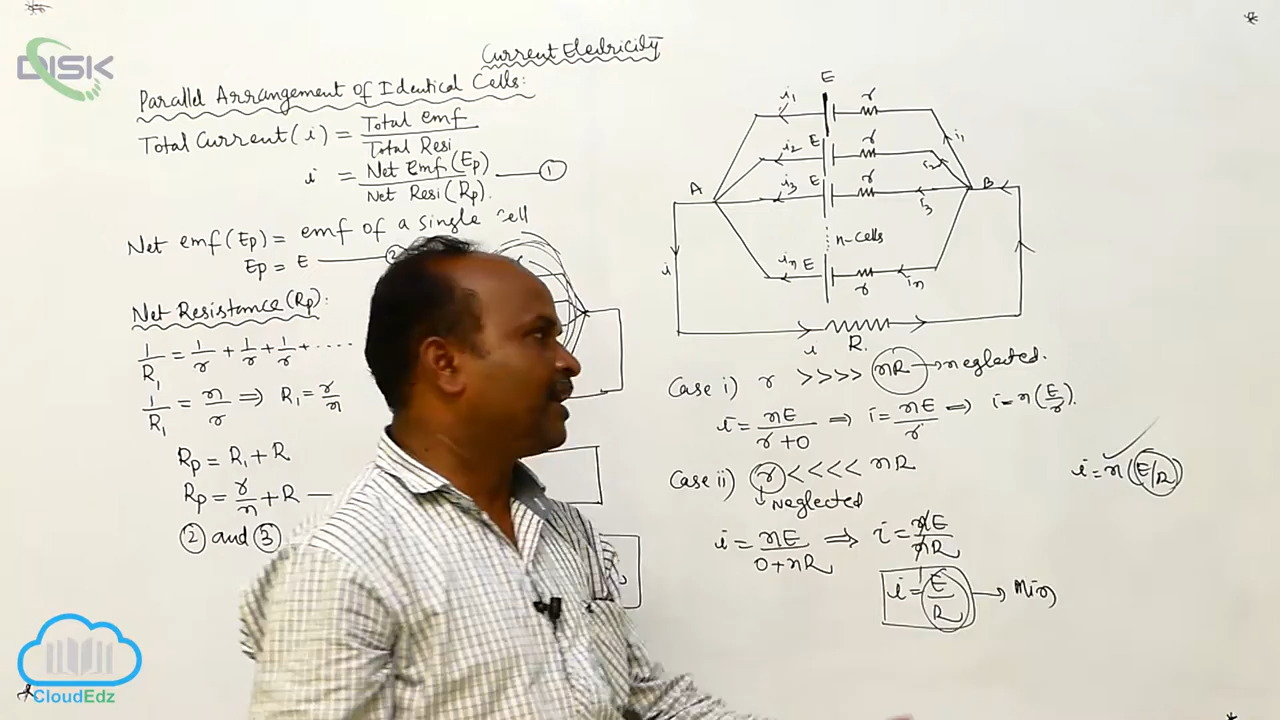 Current Electricity
DISK
Parallel Arrangement of Identical Cells:
Total Current (i) = Total emf / Total Resi
i = Net Emf (Ep) / Net Resi (Rp). — ①
Net emf (Ep) = emf of a single cell
Ep = E — ②
Net Resistance (Rp):
1/R₁ = 1/r + 1/r + 1/r + .....
1/R₁ = n/r ⇒ R₁ = r/n
Rp = R₁ + R
Rp = r/n + R —
② and ③
E
i₁ r
i₁
i₂ E r
i₂
A i₃ E r B
i₃
n-cells
iₙ E r iₙ
i
i R.
Case i) r >>>> nR → neglected.
i = nE / r+0 ⇒ i = nE/r ⇒ i = n(E/r).
Case ii) r <<<< nR
neglected
i = n(E/R)
i = nE / 0+nR ⇒ i = nE/nR
i = E/R → Min
CloudEdz